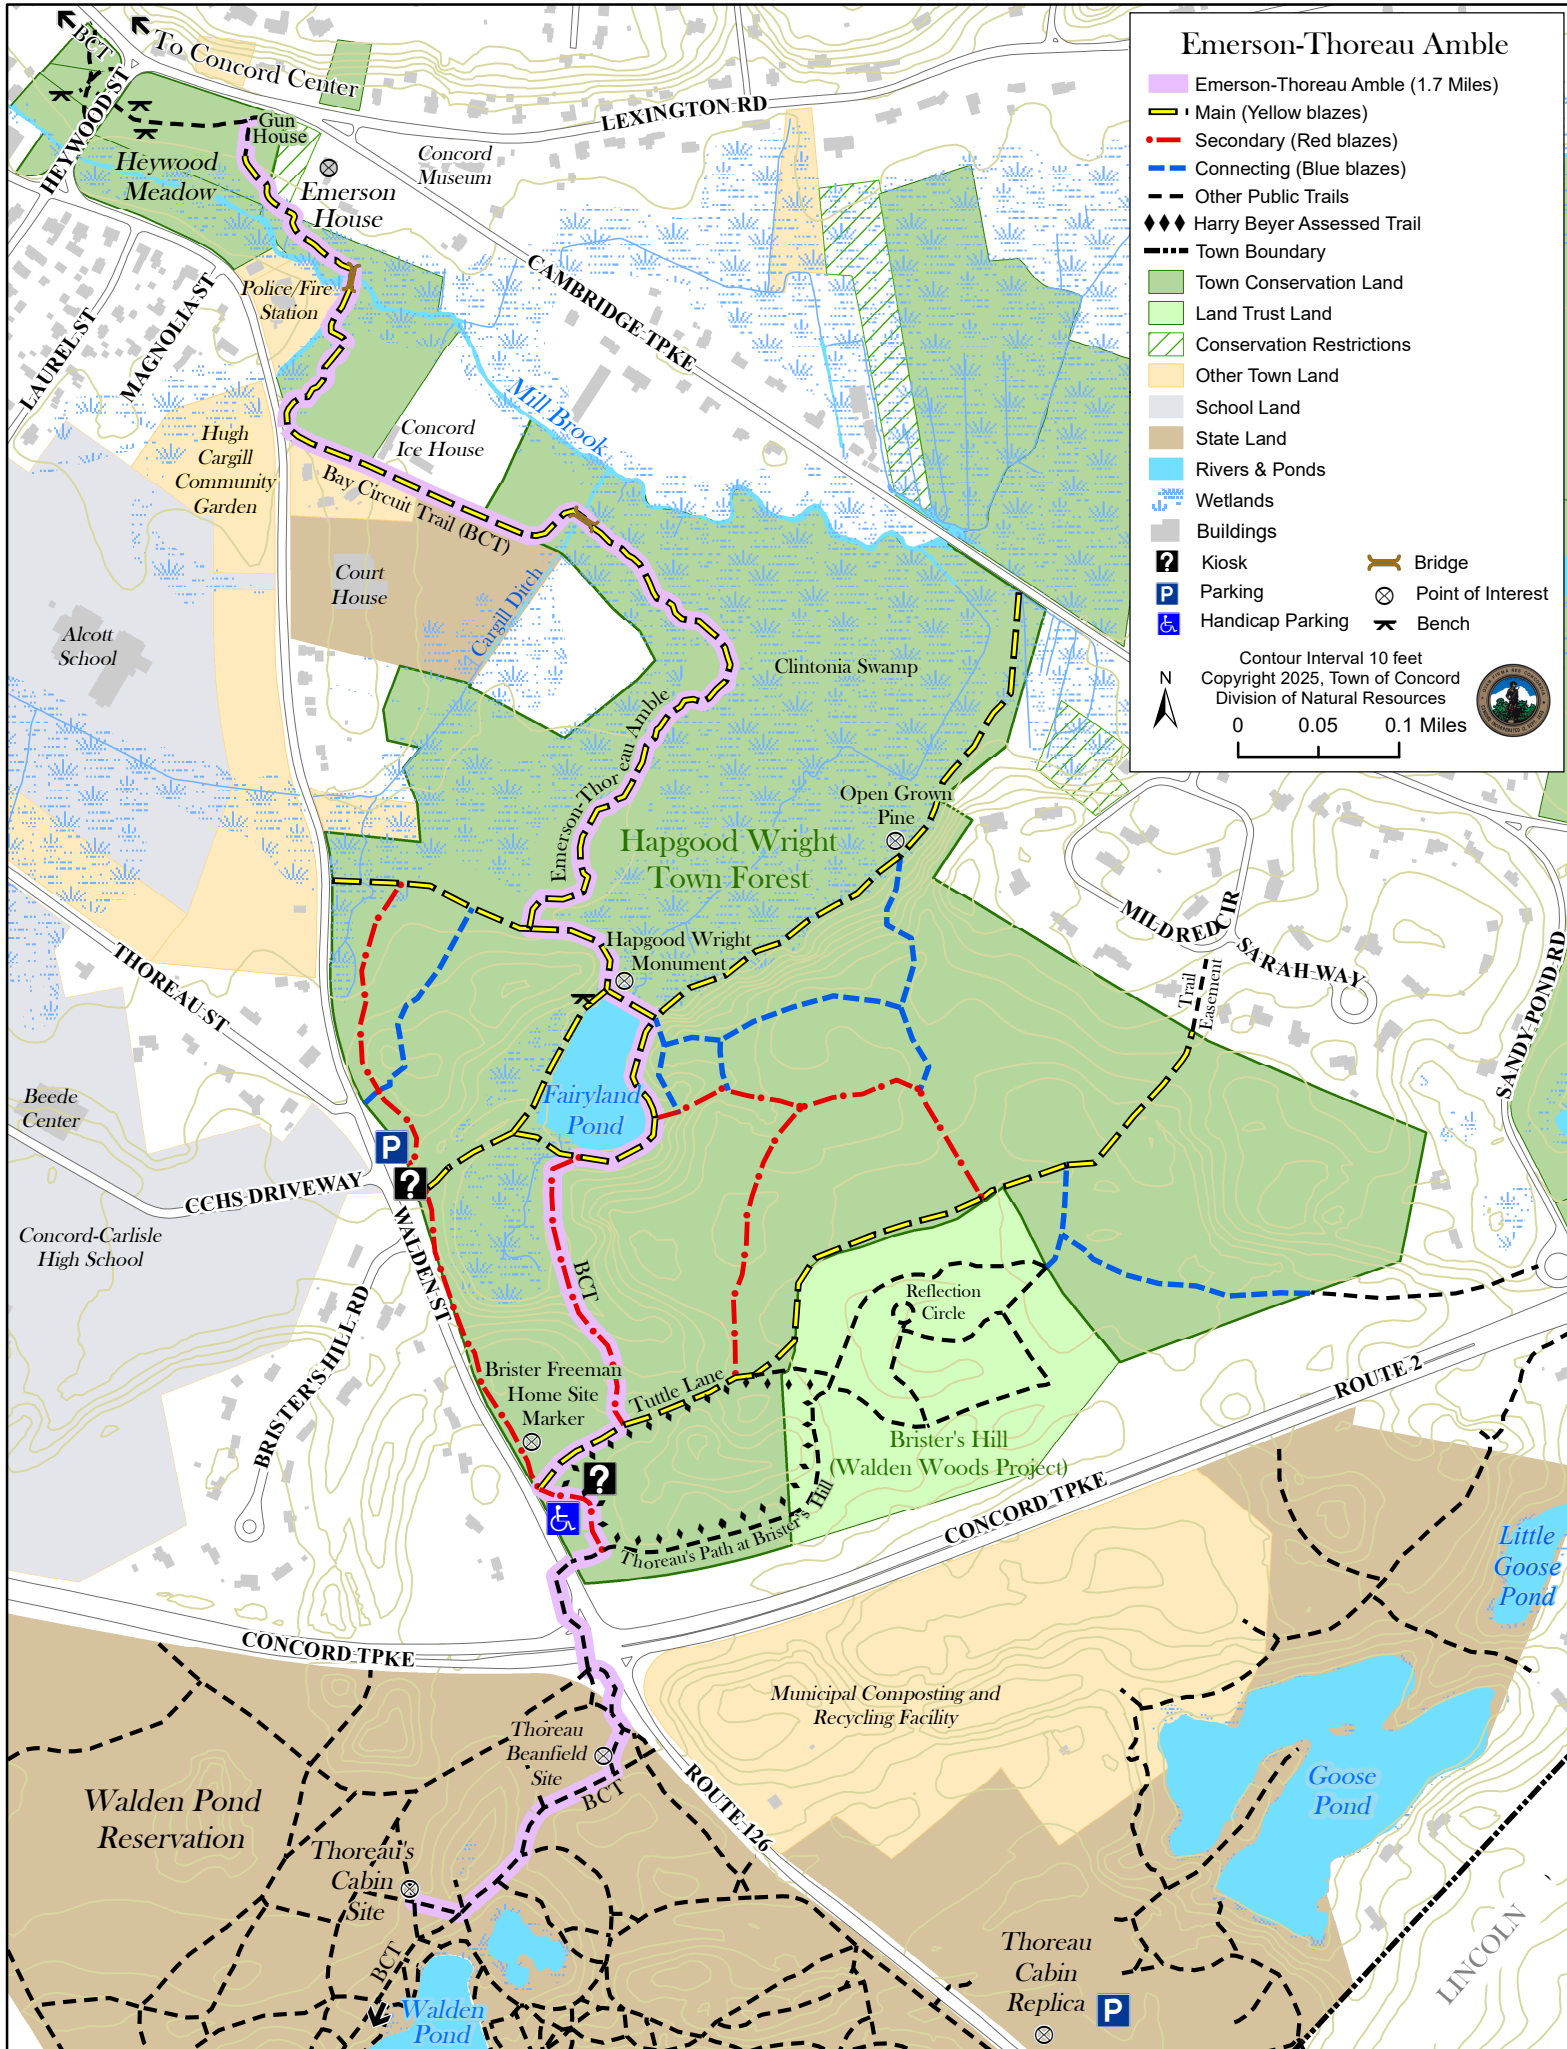 BCT
To Concord Center
HEYWOOD ST
Gun
House
Heywood
Meadow
Emerson
House
Concord
Museum
LEXINGTON RD
CAMBRIDGE TPKE
Police/Fire
Station
LAUREL ST
MAGNOLIA ST
Mill Brook
Hugh
Cargill
Community
Garden
Concord
Ice House
Bay Circuit Trail (BCT)
Court
House
Cargill Ditch
Alcott
School
Clintonia Swamp
Emerson-Thoreau Amble
Open Grown
Pine
Hapgood Wright
Town Forest
Hapgood Wright
Monument
THOREAU ST
MILDRED CIR
SARAH WAY
Trail
Easement
SANDY POND RD
Beede
Center
Fairyland
Pond
P
?
CCHS DRIVEWAY
Concord-Carlisle
High School
WALDEN ST
BRISTER'S HILL RD
BCT
Reflection
Circle
Brister Freeman
Home Site
Marker
Tuttle Lane
Brister's Hill
(Walden Woods Project)
?
Thoreau's Path at Brister's Hill
ROUTE 2
CONCORD TPKE
CONCORD TPKE
Little
Goose
Pond
Municipal Composting and
Recycling Facility
Thoreau
Beanfield
Site
BCT
ROUTE 126
Goose
Pond
Walden Pond
Reservation
Thoreau's
Cabin
Site
BCT
Walden
Pond
Thoreau
Cabin
Replica
P
LINCOLN
Emerson-Thoreau Amble
Emerson-Thoreau Amble (1.7 Miles)
Main (Yellow blazes)
Secondary (Red blazes)
Connecting (Blue blazes)
Other Public Trails
Harry Beyer Assessed Trail
Town Boundary
Town Conservation Land
Land Trust Land
Conservation Restrictions
Other Town Land
School Land
State Land
Rivers & Ponds
Wetlands
Buildings
? Kiosk
Bridge
P Parking
Point of Interest
Handicap Parking
Bench
Contour Interval 10 feet
Copyright 2025, Town of Concord
Division of Natural Resources
N
0 0.05 0.1 Miles